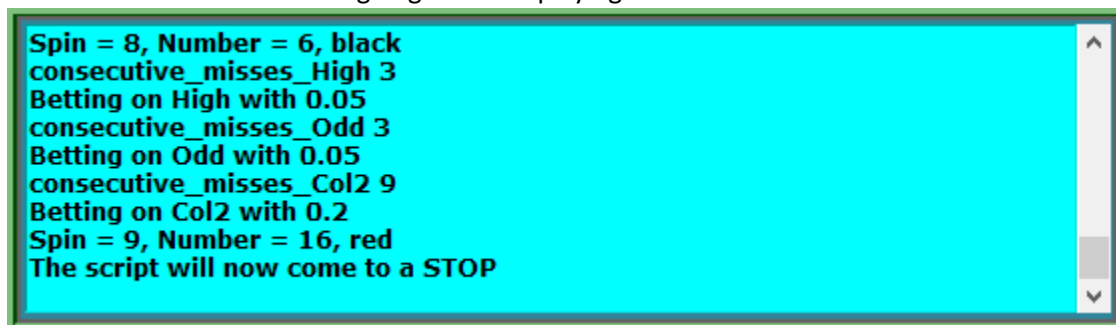 Spin = 8, Number = 6, black
consecutive_misses_High 3
Betting on High with 0.05
consecutive_misses_Odd 3
Betting on Odd with 0.05
consecutive_misses_Col2 9
Betting on Col2 with 0.2
Spin = 9, Number = 16, red
The script will now come to a STOP